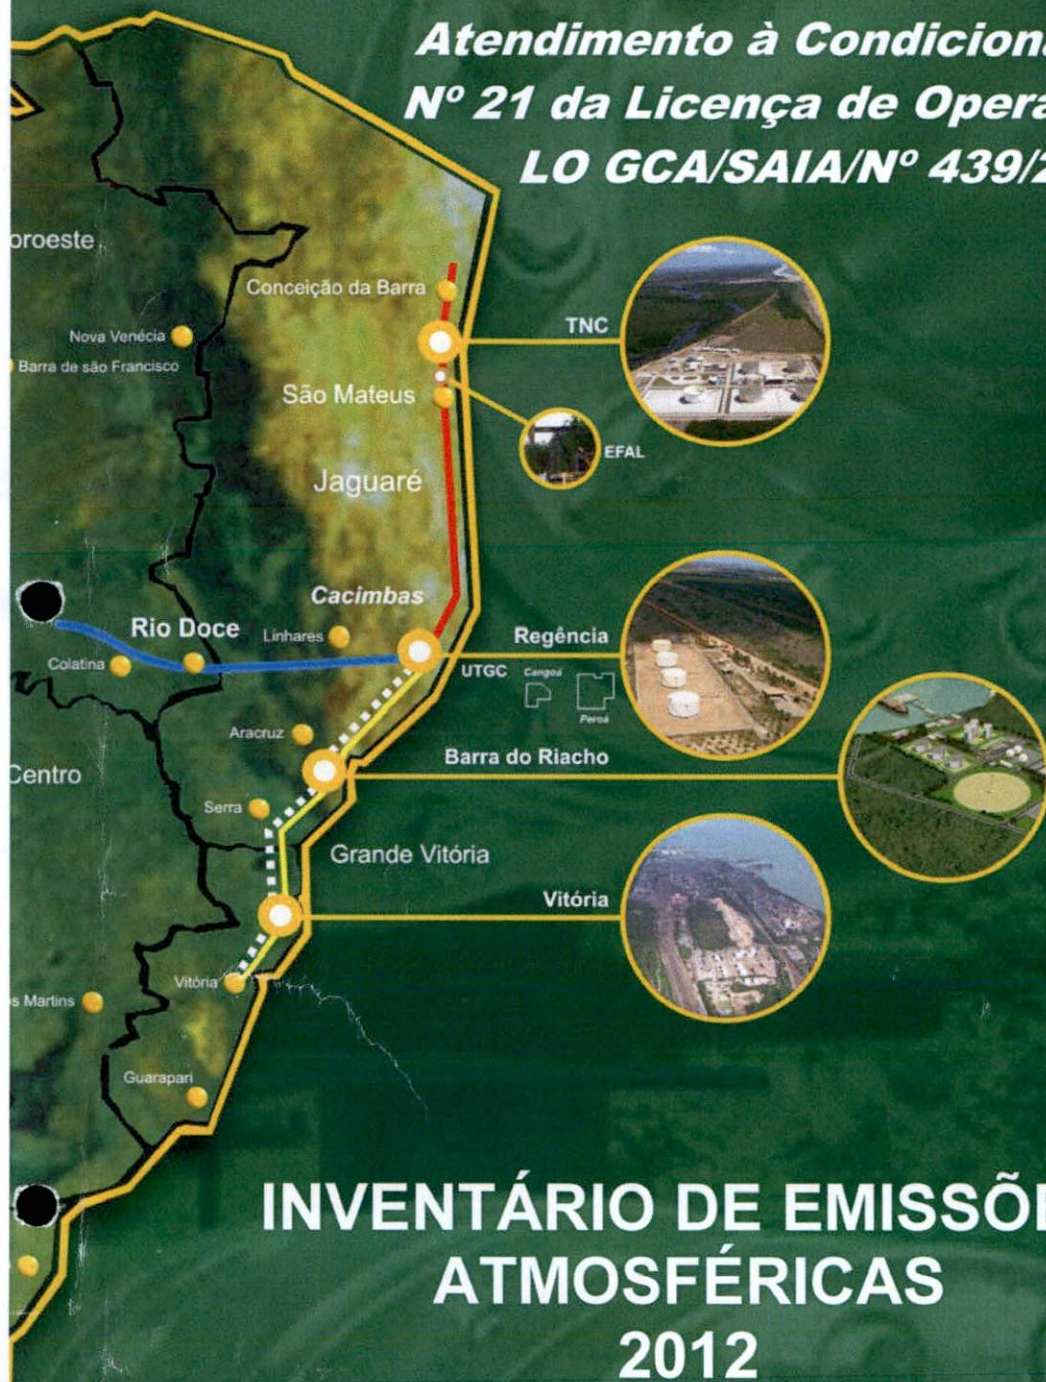 Atendimento à Condicion
Nº 21 da Licença de Opera
LO GCA/SAIA/Nº 439/2
oroeste
Conceição da Barra
TNC
Nova Venécia
Barra de são Francisco
São Mateus
EFAL
Jaguaré
Cacimbas
Rio Doce
Linhares
Regência
Colatina
UTGC
Cangoá
Peroá
Aracruz
Barra do Riacho
Centro
Serra
Grande Vitória
Vitória
Vitória
s Martins
Guarapari
INVENTÁRIO DE EMISSÕE
ATMOSFÉRICAS
2012